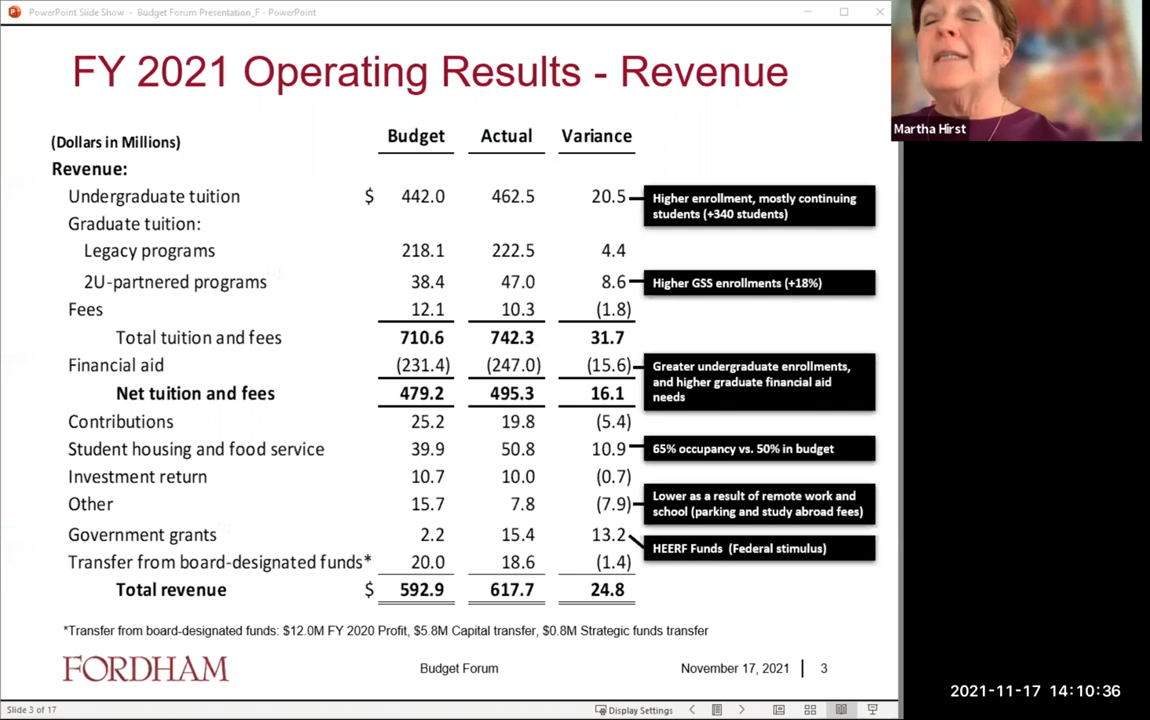 PowerPoint Slide Show - Budget Forum Presentation_F - PowerPoint
FY 2021 Operating Results - Revenue
(Dollars in Millions) Budget Actual Variance
Revenue:
Undergraduate tuition $ 442.0 462.5 20.5
Higher enrollment, mostly continuing
students (+340 students)
Graduate tuition:
Legacy programs 218.1 222.5 4.4
2U-partnered programs 38.4 47.0 8.6
Higher GSS enrollments (+18%)
Fees 12.1 10.3 (1.8)
Total tuition and fees 710.6 742.3 31.7
Financial aid (231.4) (247.0) (15.6)
Greater undergraduate enrollments,
and higher graduate financial aid
needs
Net tuition and fees 479.2 495.3 16.1
Contributions 25.2 19.8 (5.4)
Student housing and food service 39.9 50.8 10.9
65% occupancy vs. 50% in budget
Investment return 10.7 10.0 (0.7)
Other 15.7 7.8 (7.9)
Lower as a result of remote work and
school (parking and study abroad fees)
Government grants 2.2 15.4 13.2
HEERF Funds (Federal stimulus)
Transfer from board-designated funds* 20.0 18.6 (1.4)
Total revenue $ 592.9 617.7 24.8
*Transfer from board-designated funds: $12.0M FY 2020 Profit, $5.8M Capital transfer, $0.8M Strategic funds transfer
FORDHAM Budget Forum November 17, 2021 | 3
Slide 3 of 17 Display Settings
Martha Hirst
2021-11-17 14:10:36